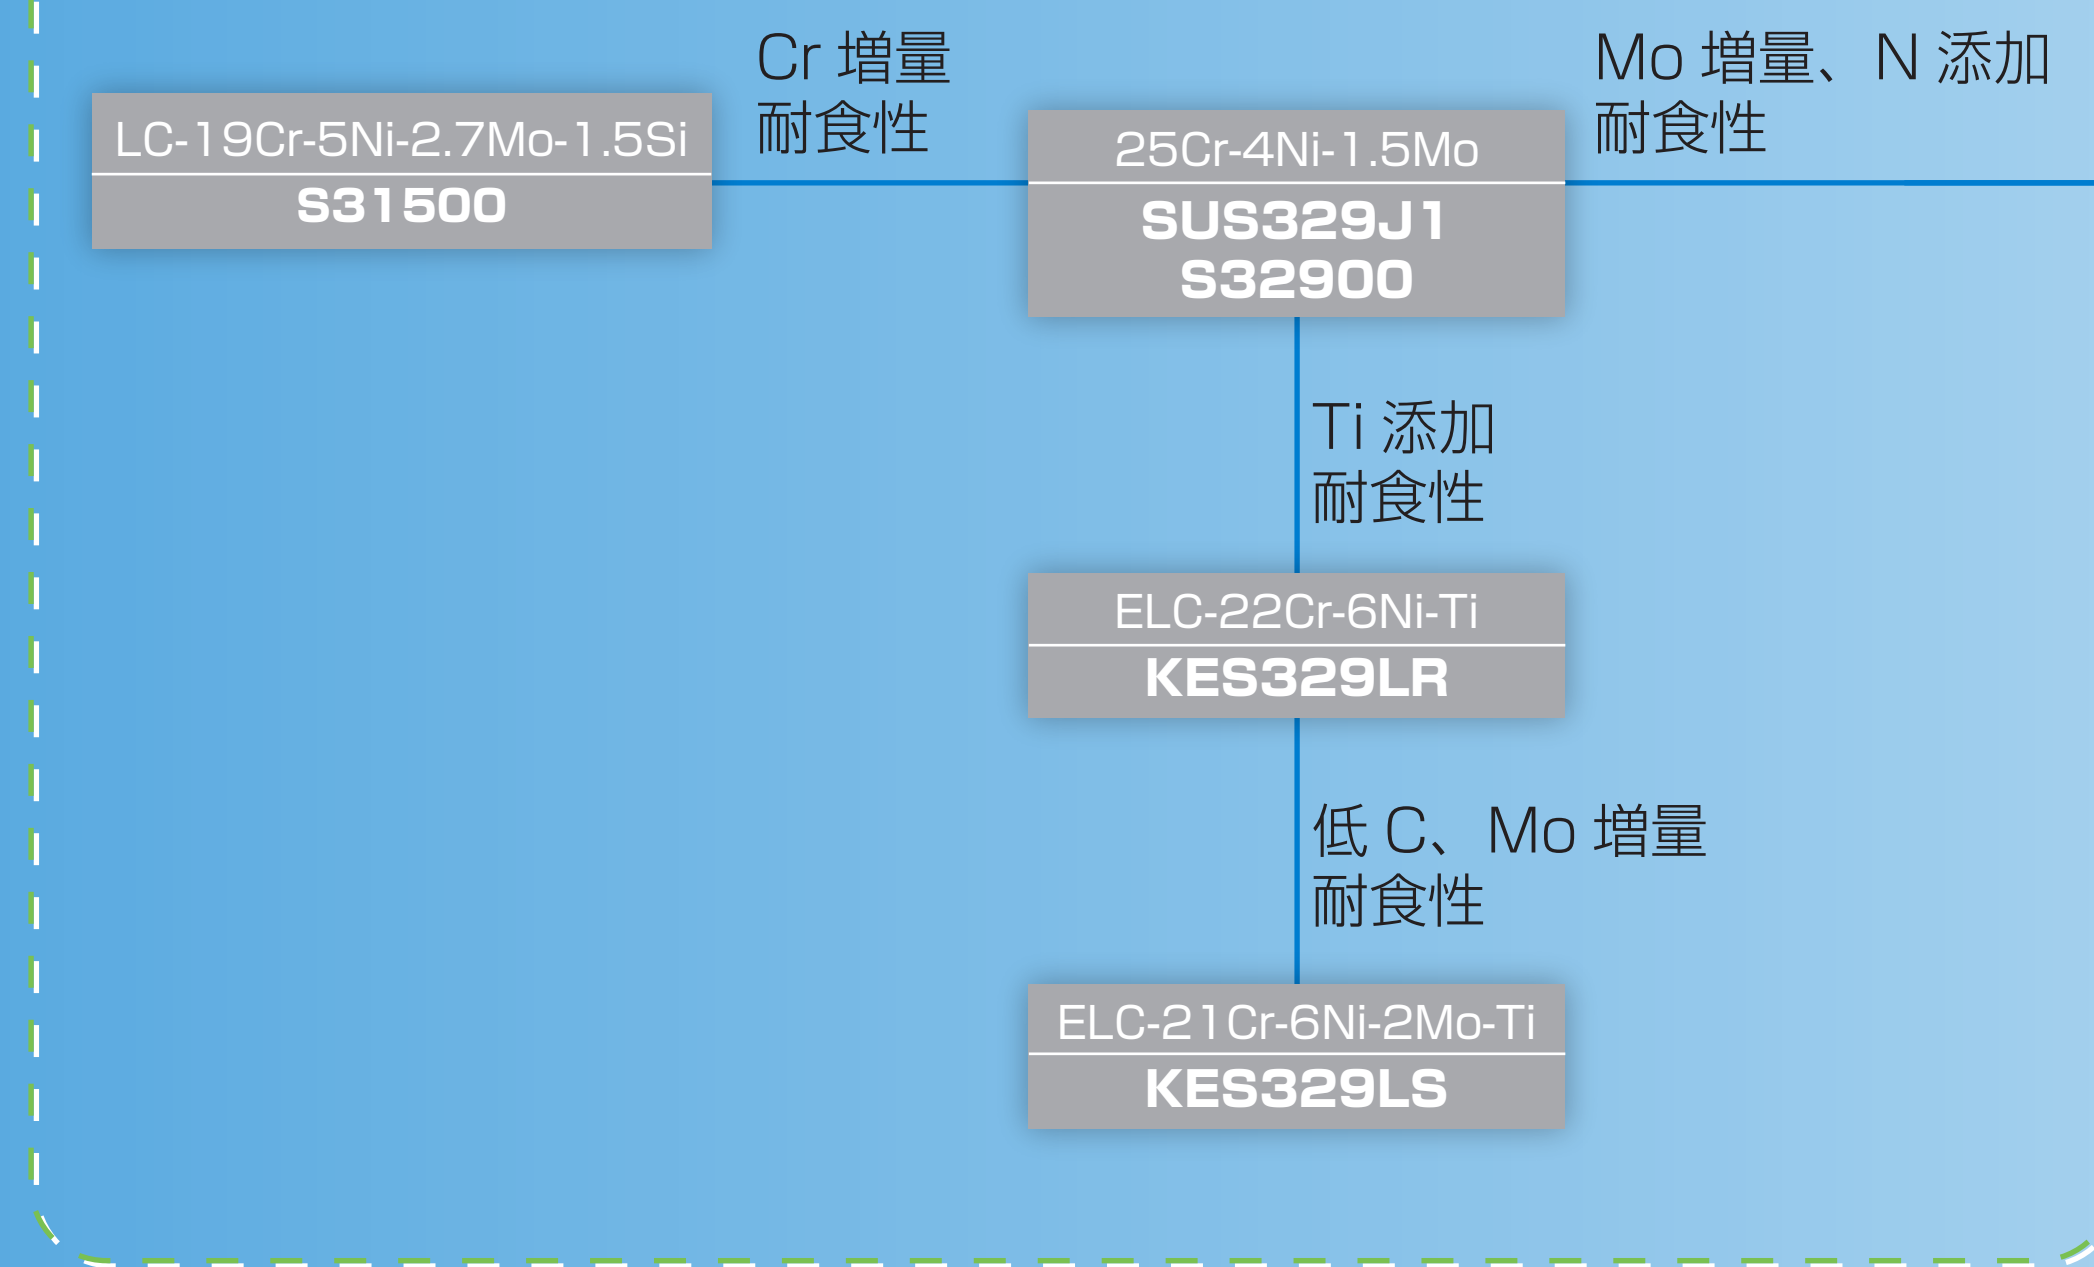 LC-19Cr-5Ni-2.7Mo-1.5Si
S31500
Cr 増量
耐食性
25Cr-4Ni-1.5Mo
SUS329J1
S32900
Mo 増量、N 添加
耐食性
Ti 添加
耐食性
ELC-22Cr-6Ni-Ti
KES329LR
低 C、Mo 増量
耐食性
ELC-21Cr-6Ni-2Mo-Ti
KES329LS